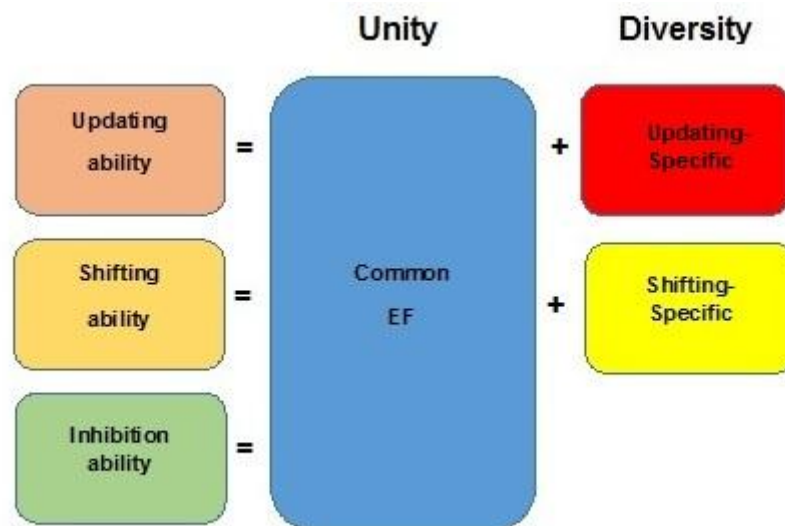 Unity Diversity
Updating
ability
=
+
Updating-
Specific
Shifting
ability
=
Common
EF
+
Shifting-
Specific
Inhibition
ability
=